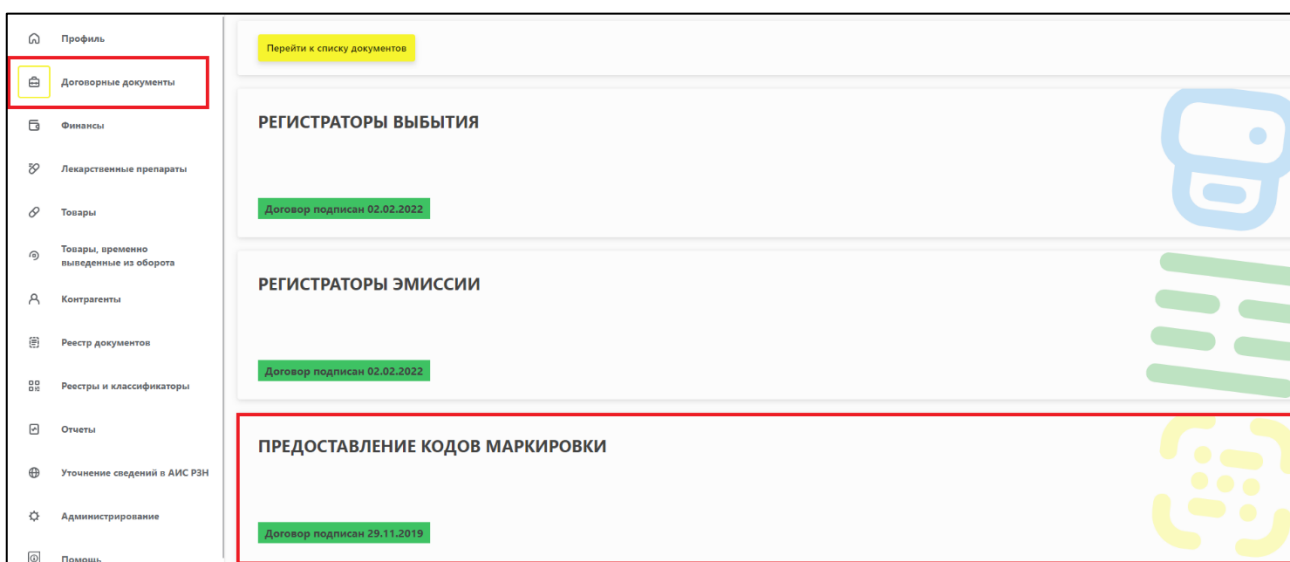 Профиль
Договорные документы
Финансы
Лекарственные препараты
Товары
Товары, временно
выведенные из оборота
Контрагенты
Реестр документов
Реестры и классификаторы
Отчеты
Уточнение сведений в АИС РЗН
Администрирование
Помощь
Перейти к списку документов
РЕГИСТРАТОРЫ ВЫБЫТИЯ
Договор подписан 02.02.2022
РЕГИСТРАТОРЫ ЭМИССИИ
Договор подписан 02.02.2022
ПРЕДОСТАВЛЕНИЕ КОДОВ МАРКИРОВКИ
Договор подписан 29.11.2019